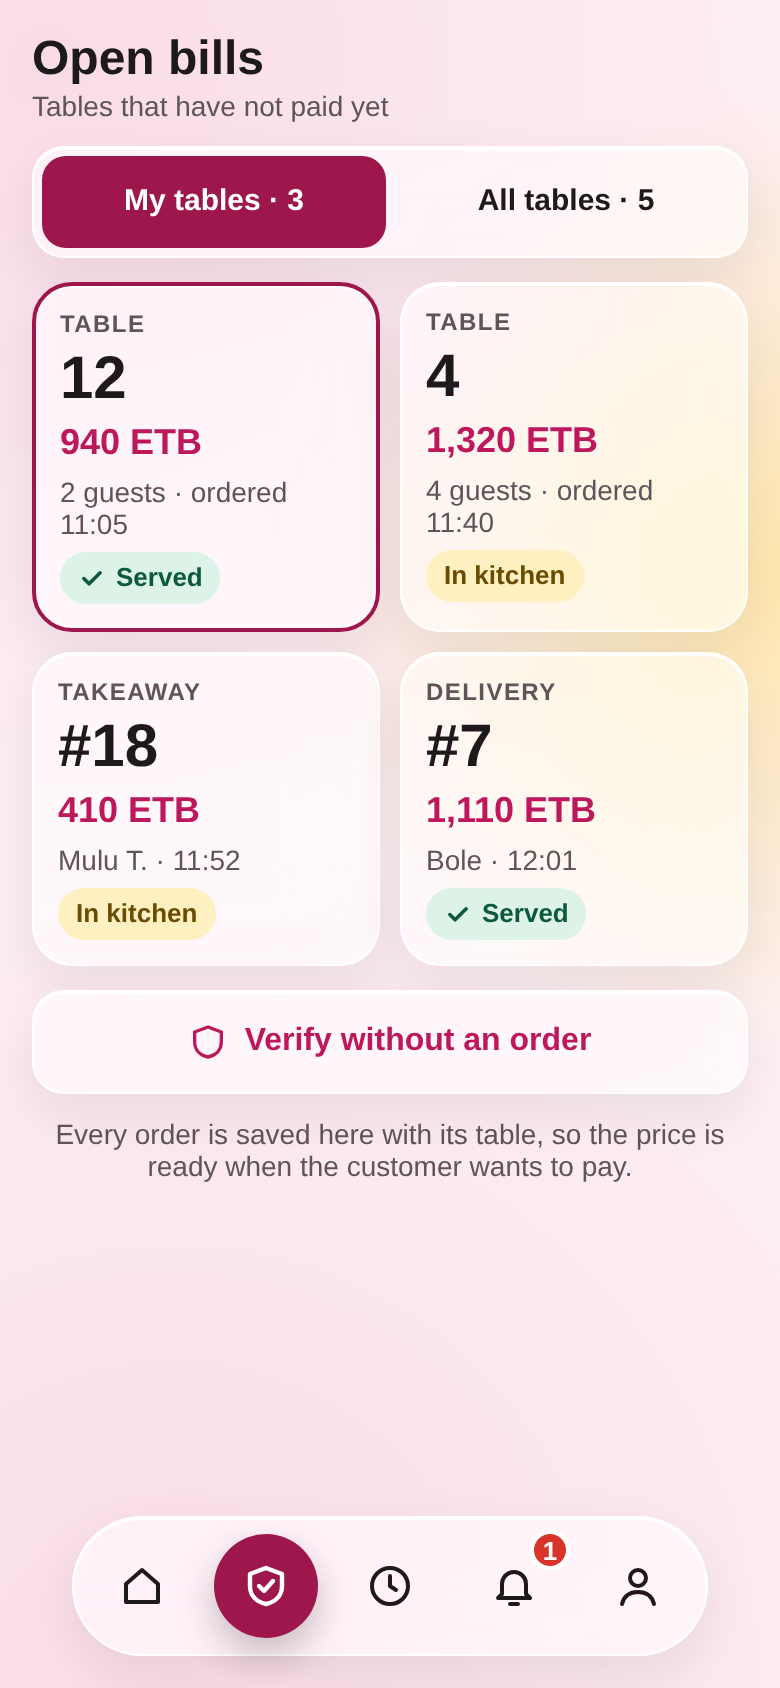 Open bills
Tables that have not paid yet
My tables · 3
All tables · 5
TABLE
12
940 ETB
2 guests · ordered
11:05
Served
TABLE
4
1,320 ETB
4 guests · ordered
11:40
In kitchen
TAKEAWAY
#18
410 ETB
Mulu T. · 11:52
In kitchen
DELIVERY
#7
1,110 ETB
Bole · 12:01
Served
Verify without an order
Every order is saved here with its table, so the price is
ready when the customer wants to pay.
1